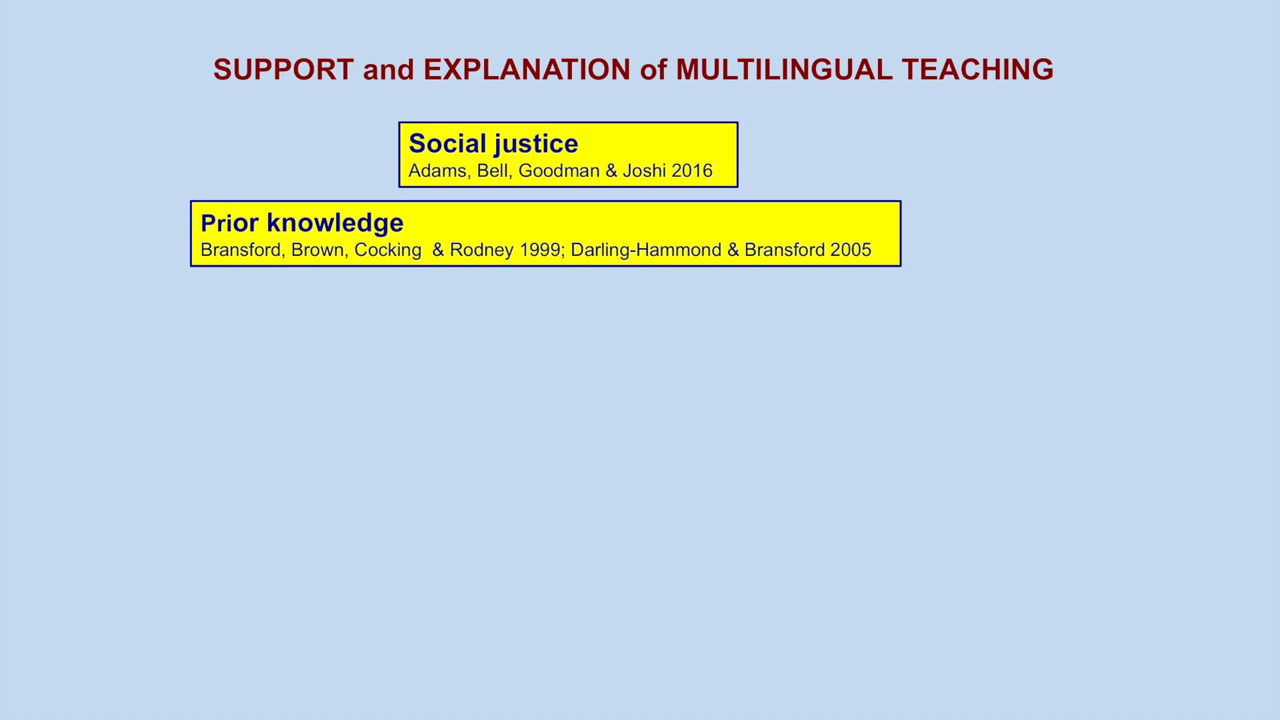 SUPPORT and EXPLANATION of MULTILINGUAL TEACHING
Social justice
Adams, Bell, Goodman & Joshi 2016
Prior knowledge
Bransford, Brown, Cocking & Rodney 1999; Darling-Hammond & Bransford 2005